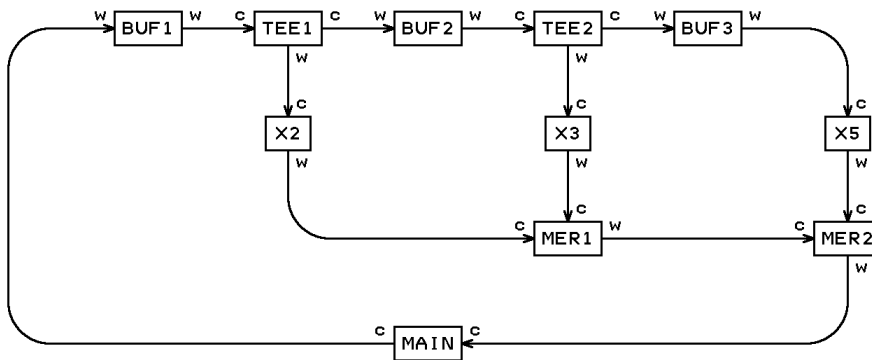 W BUF1 W C TEE1 C W BUF2 W C TEE2 C W BUF3 W
W W
C C C
X2 X3 X5
W W W
C C
C MER1 W C MER2
W
C MAIN C